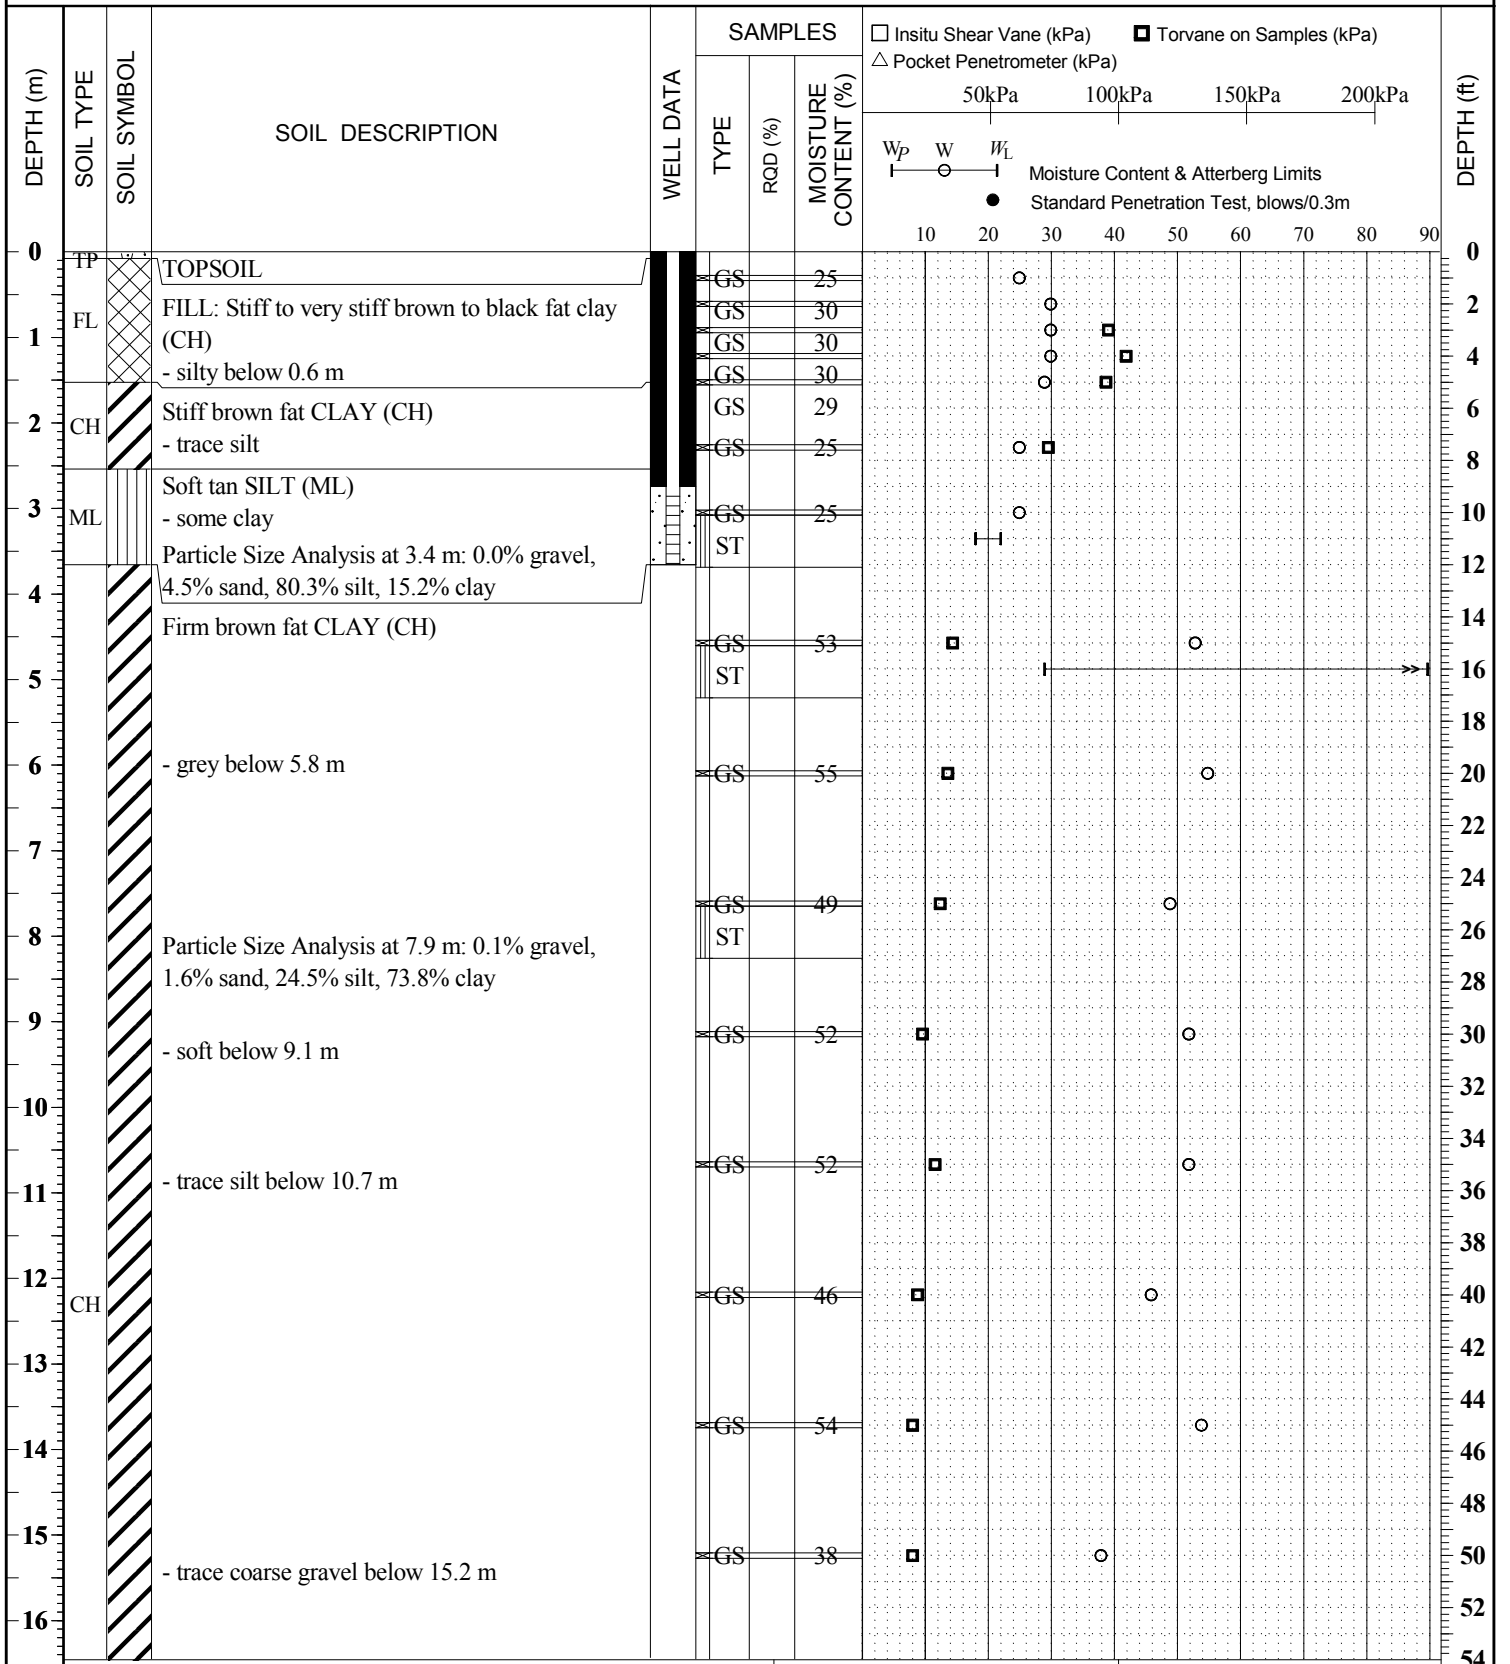 DEPTH (m)
SOIL TYPE
SOIL SYMBOL
SOIL DESCRIPTION
WELL DATA
SAMPLES
TYPE
RQD (%)
MOISTURE
CONTENT (%)
Insitu Shear Vane (kPa)
Torvane on Samples (kPa)
Pocket Penetrometer (kPa)
50kPa 100kPa 150kPa 200kPa
WP W WL
Moisture Content & Atterberg Limits
Standard Penetration Test, blows/0.3m
10 20 30 40 50 60 70 80 90
DEPTH (ft)
0
1
2
3
4
5
6
7
8
9
10
11
12
13
14
15
16
TP
FL
CH
ML
CH
TOPSOIL
FILL: Stiff to very stiff brown to black fat clay
(CH)
- silty below 0.6 m
Stiff brown fat CLAY (CH)
- trace silt
Soft tan SILT (ML)
- some clay
Particle Size Analysis at 3.4 m: 0.0% gravel,
4.5% sand, 80.3% silt, 15.2% clay
Firm brown fat CLAY (CH)
- grey below 5.8 m
Particle Size Analysis at 7.9 m: 0.1% gravel,
1.6% sand, 24.5% silt, 73.8% clay
- soft below 9.1 m
- trace silt below 10.7 m
- trace coarse gravel below 15.2 m
GS 25
GS 30
GS 30
GS 30
GS 29
GS 25
GS 25
ST
GS 53
ST
GS 55
GS 49
ST
GS 52
GS 52
GS 46
GS 54
GS 38
0
2
4
6
8
10
12
14
16
18
20
22
24
26
28
30
32
34
36
38
40
42
44
46
48
50
52
54